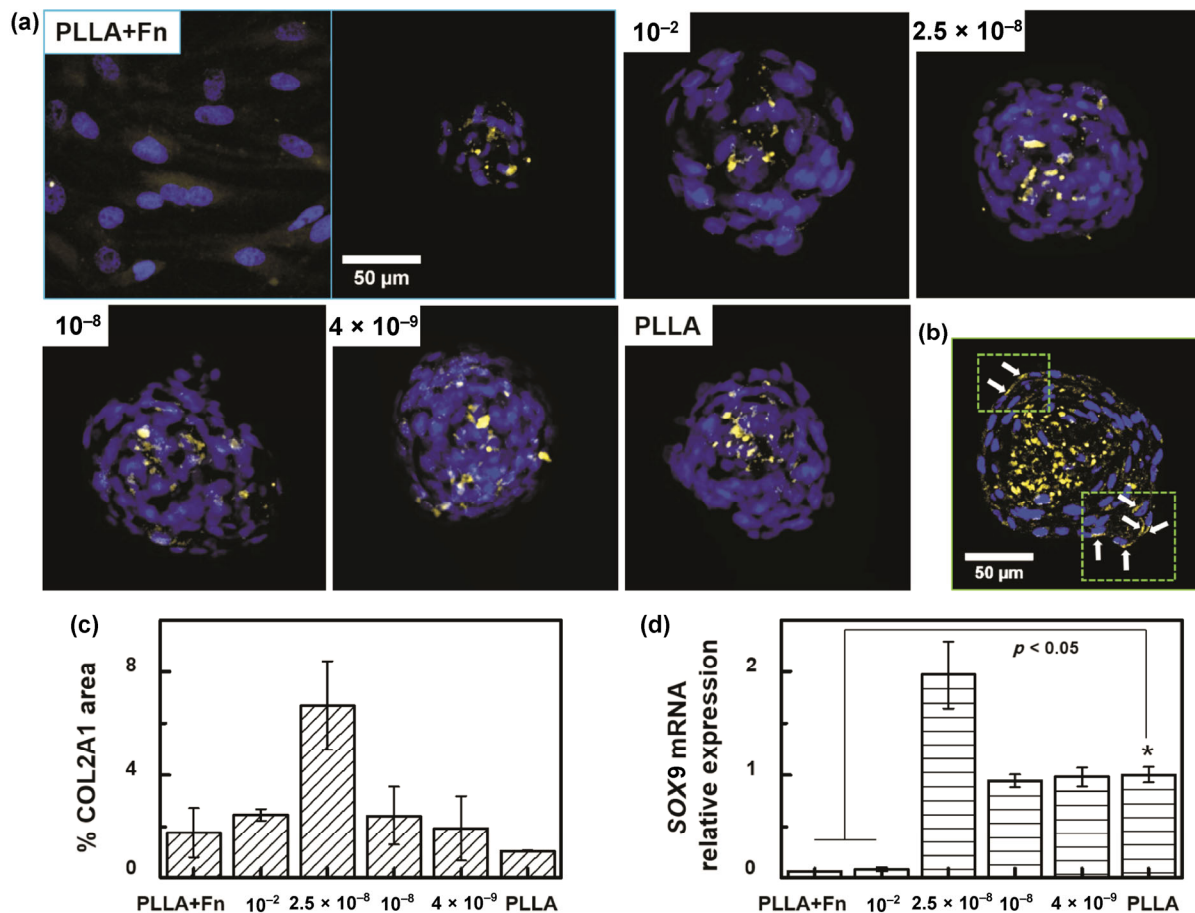 (a)
PLLA+Fn
10⁻²
2.5 × 10⁻⁸
50 µm
10⁻⁸
4 × 10⁻⁹
PLLA
(b)
50 µm
(c)
% COL2A1 area
8
4
0
PLLA+Fn 10⁻² 2.5 × 10⁻⁸ 10⁻⁸ 4 × 10⁻⁹ PLLA
(d)
SOX9 mRNA
relative expression
2
1
0
p < 0.05
*
PLLA+Fn 10⁻² 2.5 × 10⁻⁸ 10⁻⁸ 4 × 10⁻⁹ PLLA